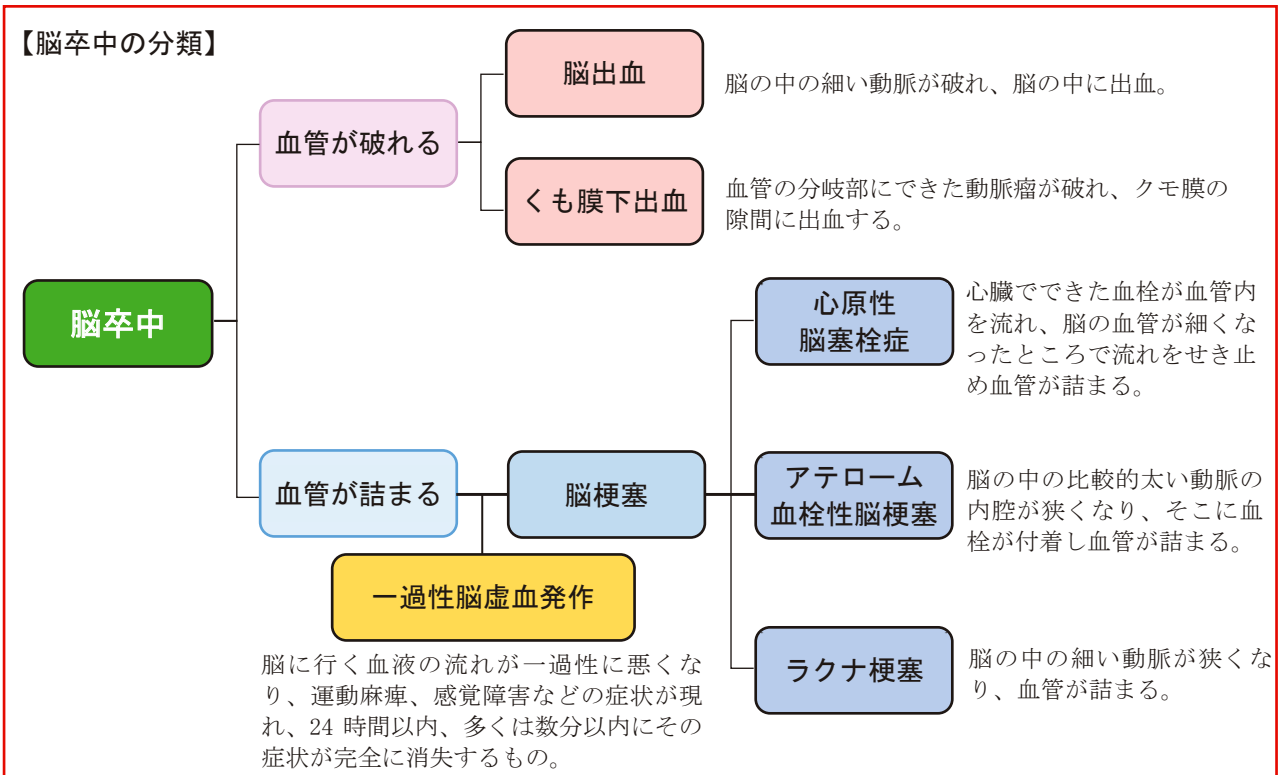 【脳卒中の分類】
脳出血
脳の中の細い動脈が破れ、脳の中に出血。
血管が破れる
くも膜下出血
血管の分岐部にできた動脈瘤が破れ、クモ膜の
隙間に出血する。
脳卒中
心原性
脳塞栓症
心臓でできた血栓が血管内
を流れ、脳の血管が細くな
ったところで流れをせき止
め血管が詰まる。
血管が詰まる
脳梗塞
アテローム
血栓性脳梗塞
脳の中の比較的太い動脈の
内腔が狭くなり、そこに血
栓が付着し血管が詰まる。
一過性脳虚血発作
脳に行く血液の流れが一過性に悪くな
り、運動麻痺、感覚障害などの症状が現
れ、24 時間以内、多くは数分以内にその
症状が完全に消失するもの。
ラクナ梗塞
脳の中の細い動脈が狭くな
り、血管が詰まる。